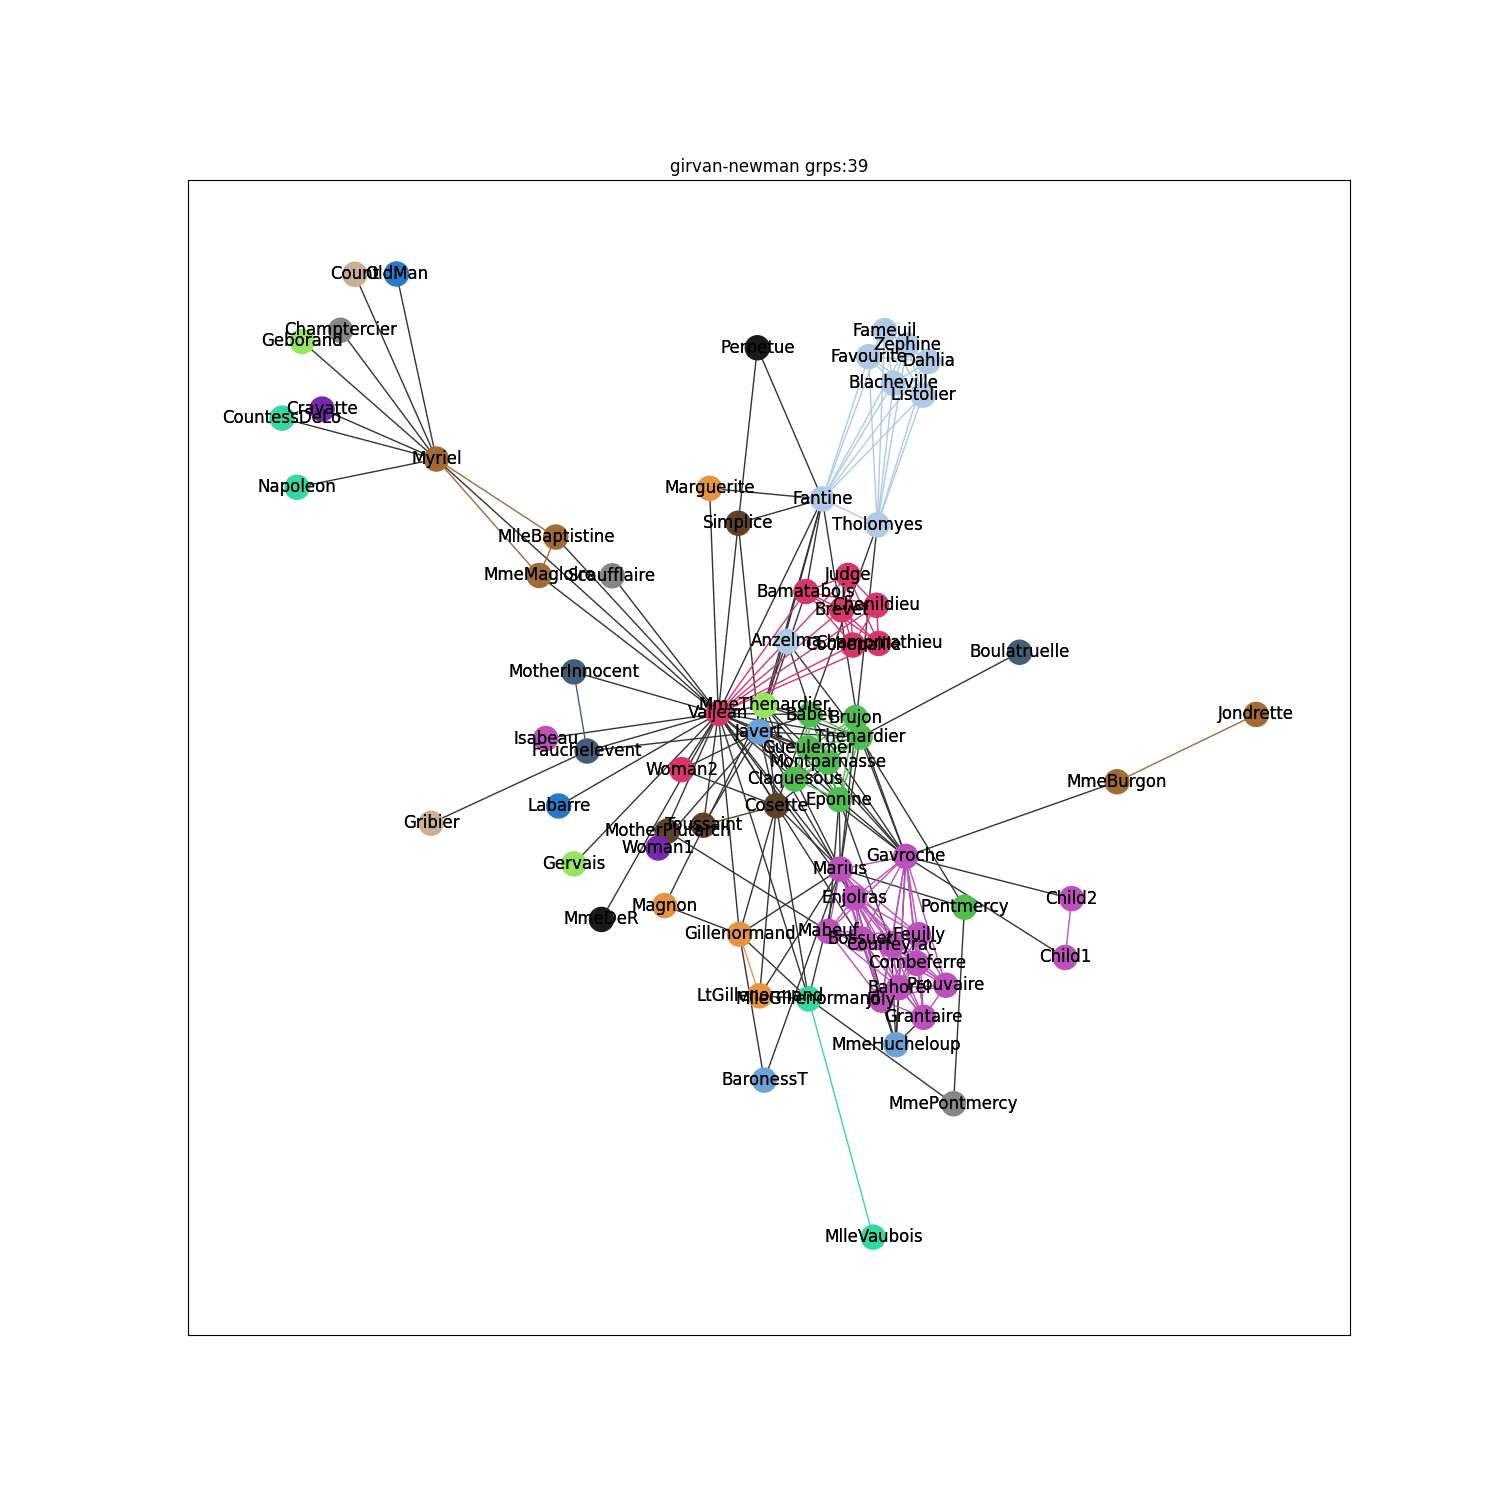 girvan-newman grps:39
Count
OldMan
Champtercier
Geborand
Cravatte
CountessDeLo
Napoleon
Myriel
Perpetue
Fameuil
Zephine
Favourite
Dahlia
Blacheville
Listolier
Marguerite
Fantine
Simplice
Tholomyes
MlleBaptistine
MmeMagloire
Scaufflaire
Judge
Bamatabois
Chenildieu
Brevet
Anzelma
Cochepaille
Champmathieu
Boulatruelle
MotherInnocent
MmeThenardier
Valjean
Babet
Brujon
Jondrette
Javert
Thenardier
Isabeau
Gueulemer
Fauchelevent
Montparnasse
Woman2
Claquesous
MmeBurgon
Eponine
Labarre
Cosette
Gribier
Toussaint
MotherPlutarch
Woman1
Gavroche
Gervais
Marius
Enjolras
Child2
Magnon
Pontmercy
MmeDeR
Gillenormand
Mabeuf
Feuilly
Bossuet
Courfeyrac
Child1
Combeferre
Prouvaire
Bahorel
LtGillenormand
MlleGillenormand
Joly
Grantaire
MmeHucheloup
BaronessT
MmePontmercy
MlleVaubois